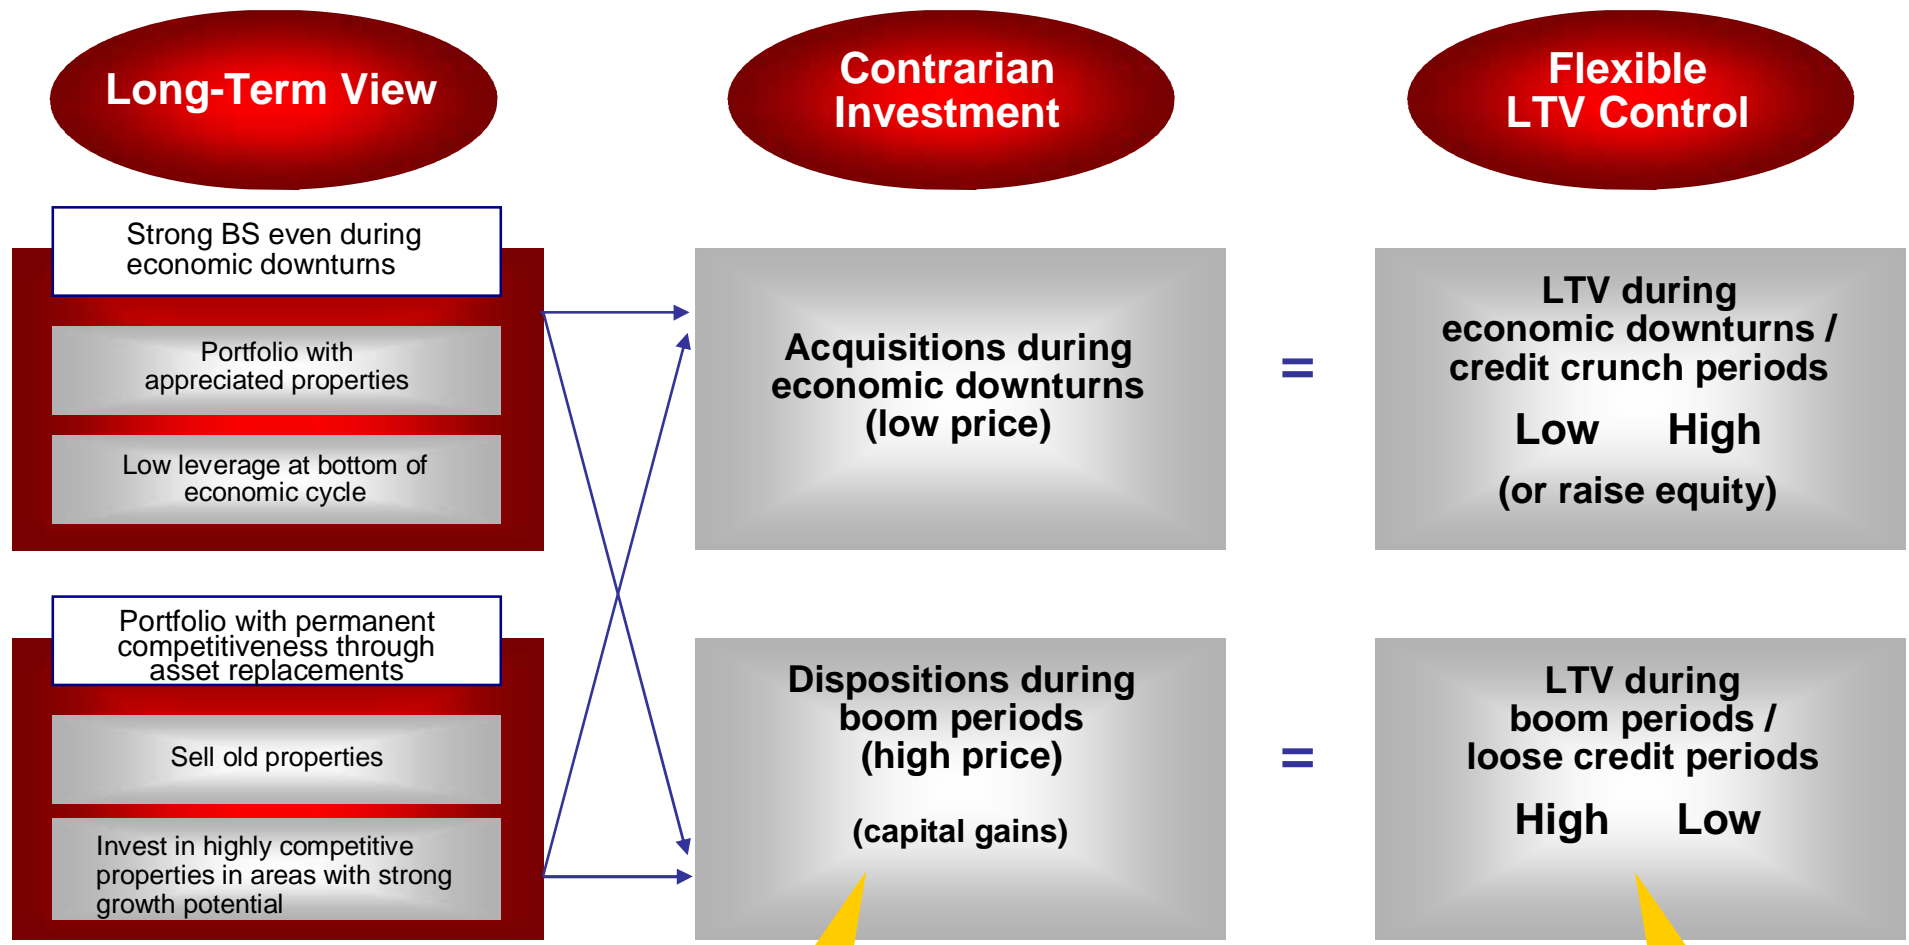 Long-Term View
Contrarian
Investment
Flexible
LTV Control
Strong BS even during
economic downturns
Portfolio with
appreciated properties
Low leverage at bottom of
economic cycle
Acquisitions during
economic downturns
(low price)
=
LTV during
economic downturns /
credit crunch periods
Low High
(or raise equity)
Portfolio with permanent
competitiveness through
asset replacements
Sell old properties
Invest in highly competitive
properties in areas with strong
growth potential
Dispositions during
boom periods
(high price)
(capital gains)
=
LTV during
boom periods /
loose credit periods
High Low